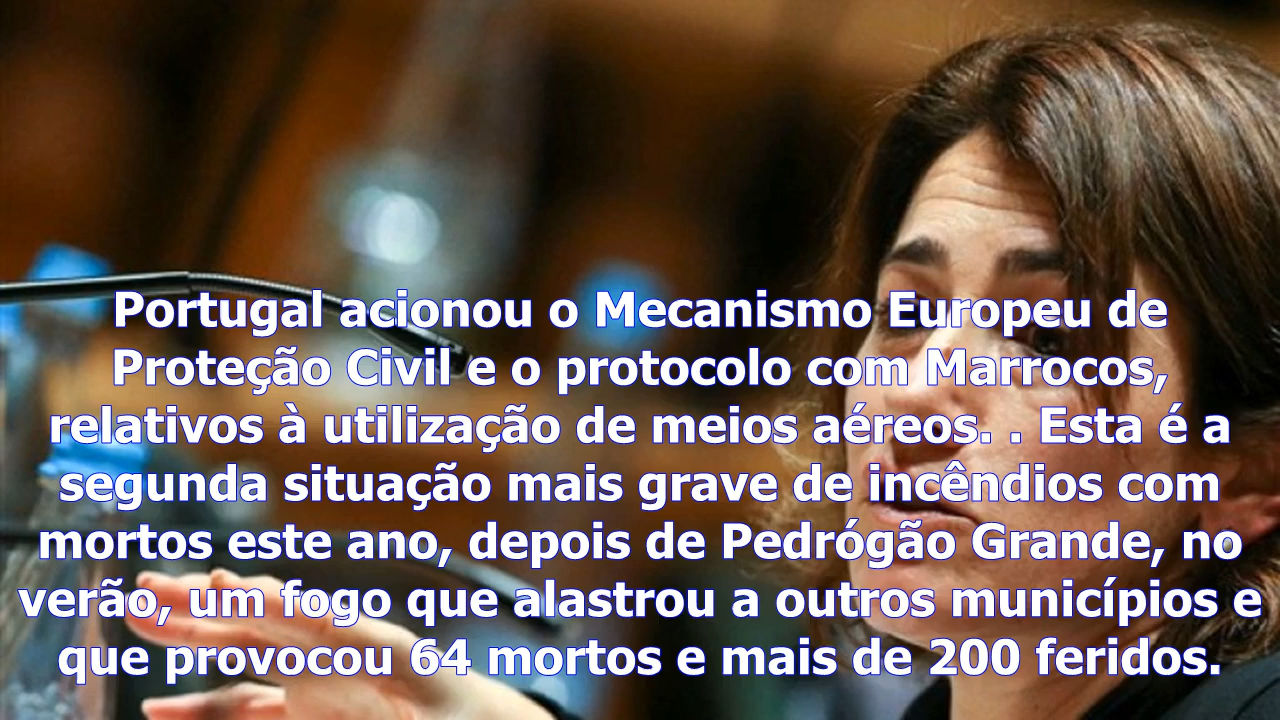 Portugal acionou o Mecanismo Europeu de
Proteção Civil e o protocolo com Marrocos,
relativos à utilização de meios aéreos. . Esta é a
segunda situação mais grave de incêndios com
mortos este ano, depois de Pedrógão Grande, no
verão, um fogo que alastrou a outros municípios e
que provocou 64 mortos e mais de 200 feridos.